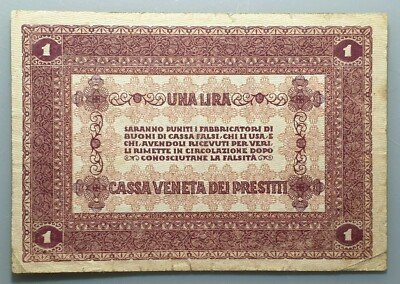 1 1
UNA LIRA
SARANNO PUNITI I FABBRICATORI DI
BUONI DI CASSA FALSI, CHI LI USA, E
CHI, AVENDOLI RICEVUTI PER VERI,
LI RIMETTE IN CIRCOLAZIONE DOPO
CONOSCIUTANE LA FALSITÀ
CASSA VENETA DEI PRESTITI
1 1